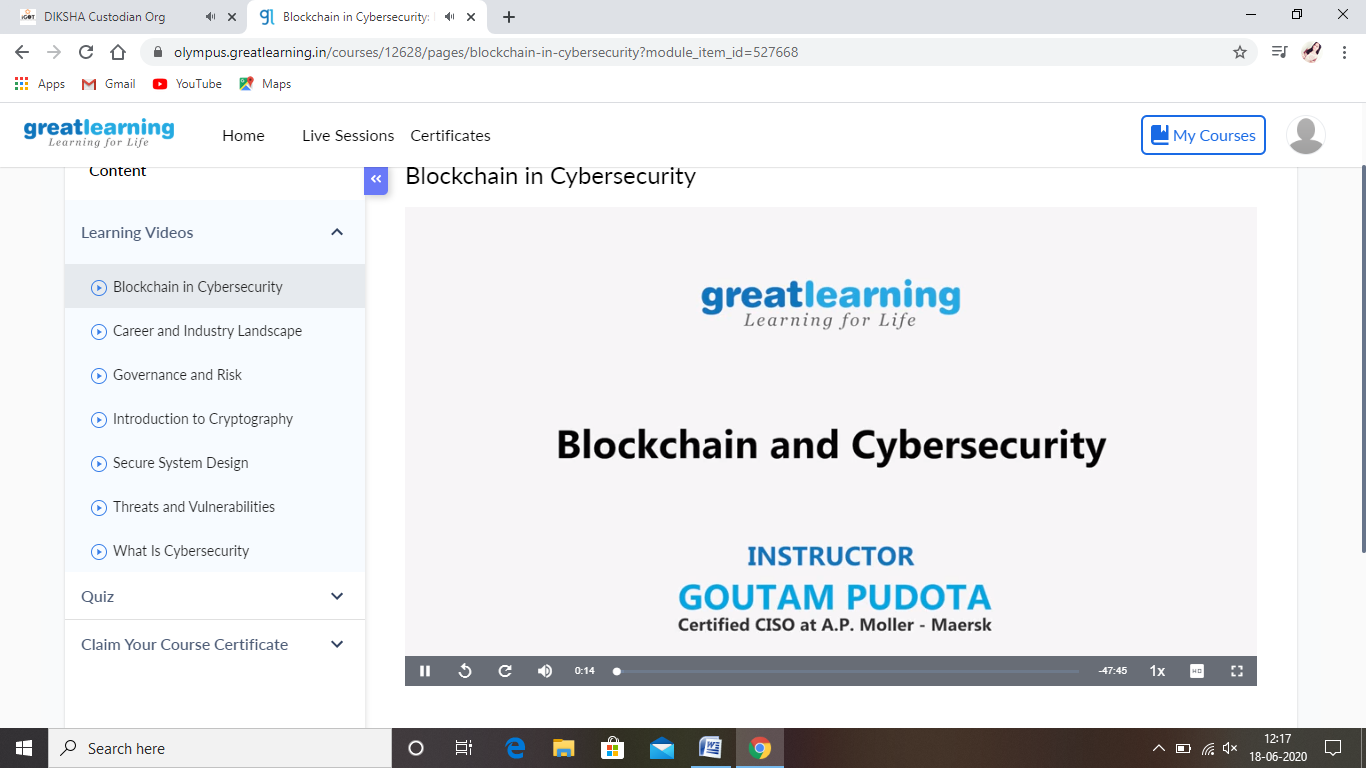 iGOT DIKSHA Custodian Org
Blockchain in Cybersecurity:
olympus.greatlearning.in/courses/12628/pages/blockchain-in-cybersecurity?module_item_id=527668
Apps Gmail YouTube Maps
greatlearning
Learning for Life
Home Live Sessions Certificates My Courses
Content
Blockchain in Cybersecurity
Learning Videos
Blockchain in Cybersecurity
Career and Industry Landscape
Governance and Risk
Introduction to Cryptography
Secure System Design
Threats and Vulnerabilities
What Is Cybersecurity
Quiz
Claim Your Course Certificate
greatlearning
Learning for Life
Blockchain and Cybersecurity
INSTRUCTOR
GOUTAM PUDOTA
Certified CISO at A.P. Moller - Maersk
0:14 -47:45 1x HD
Search here
12:17
18-06-2020